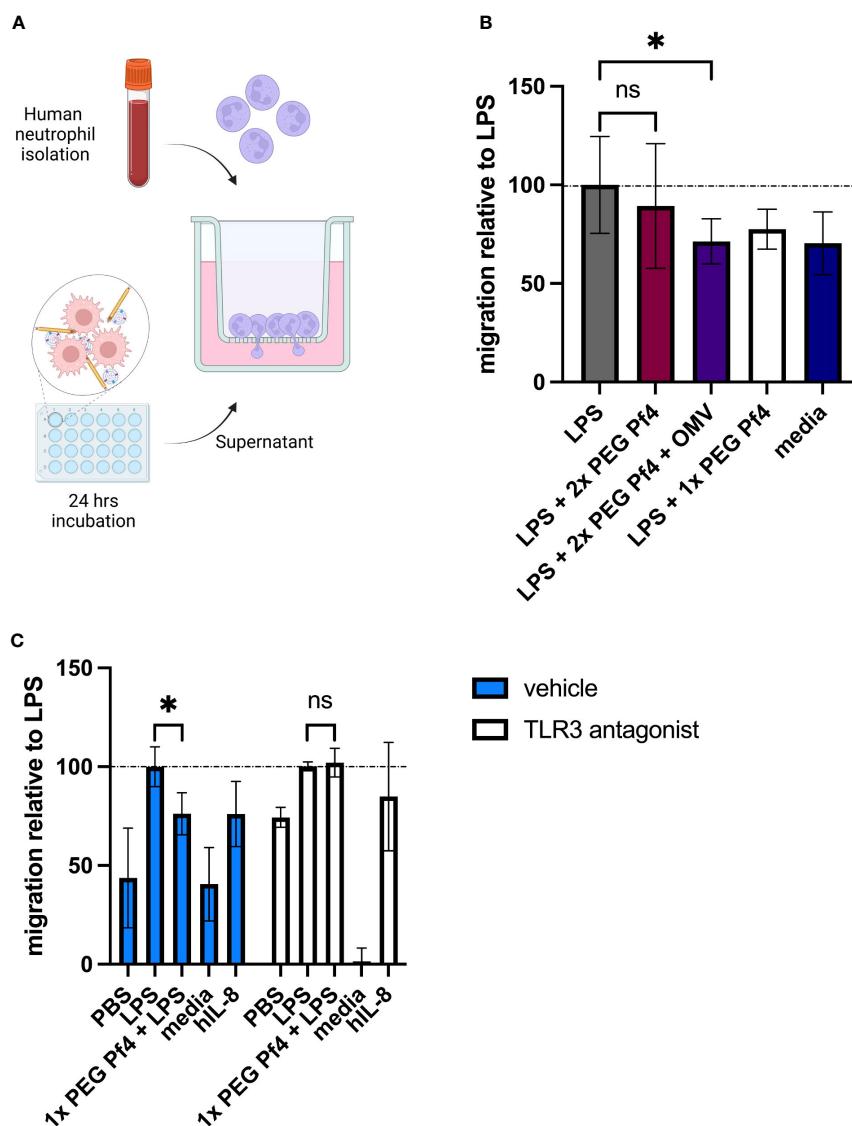 A
Human
neutrophil
isolation
24 hrs
incubation
Supernatant
B
migration relative to LPS
150
100
50
0
*
ns
LPS
LPS + 2x PEG Pf4
LPS + 2x PEG Pf4 + OMV
LPS + 1x PEG Pf4
media
C
migration relative to LPS
150
100
50
0
*
ns
PBS
LPS
1x PEG Pf4 + LPS
media
hIL-8
PBS
LPS
1x PEG Pf4 + LPS
media
hIL-8
vehicle
TLR3 antagonist